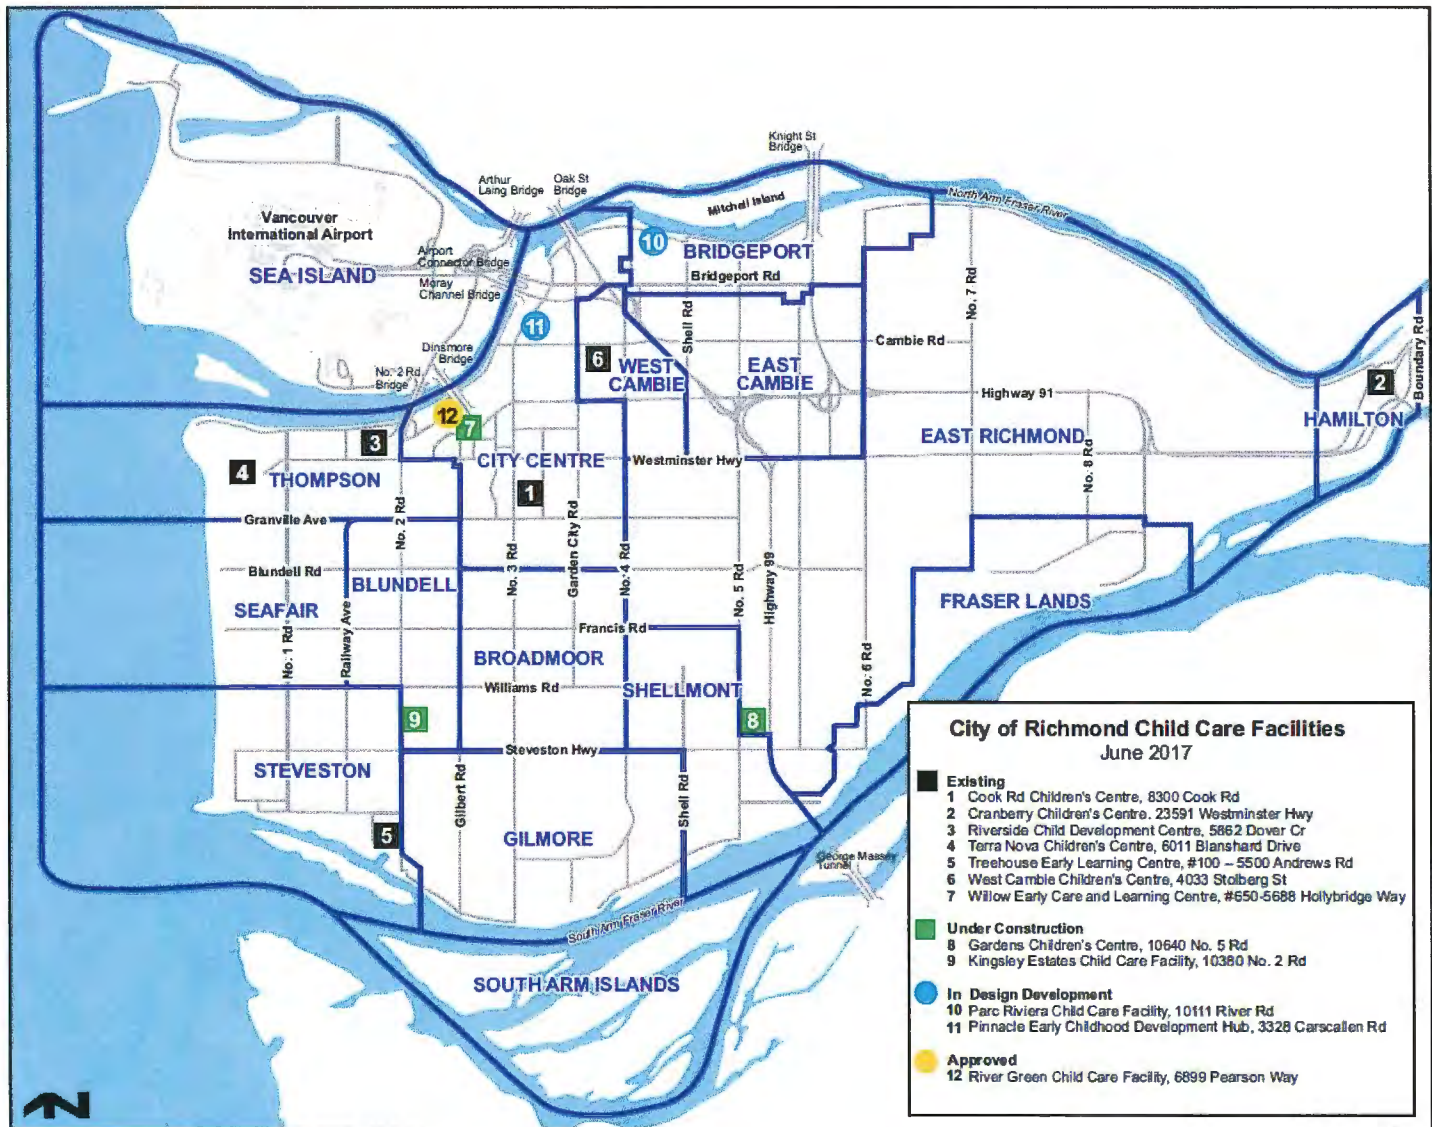 Knight St
Bridge
Arthur
Laing Bridge
Oak St
Bridge
Mitchell Island
North Arm Fraser River
Vancouver
International Airport
SEA ISLAND
Airport
Connector Bridge
Moray
Channel Bridge
10
BRIDGEPORT
Bridgeport Rd
No. 7 Rd
11
Shell Rd
Cambie Rd
Boundary Rd
Dinsmore
Bridge
No. 2 Rd
Bridge
6
WEST
CAMBIE
EAST
CAMBIE
2
Highway 91
HAMILTON
12
7
3
EAST RICHMOND
4
THOMPSON
CITY CENTRE
Westminster Hwy
No. 8 Rd
1
Granville Ave
No. 2 Rd
No. 3 Rd
Garden City Rd
No. 4 Rd
No. 5 Rd
Highway 99
Blundell Rd
BLUNDELL
SEAFAIR
FRASER LANDS
No. 1 Rd
Railway Ave
Francis Rd
BROADMOOR
No. 6 Rd
Williams Rd
SHELLMONT
9
8
Steveston Hwy
STEVESTON
Gilbert Rd
Shell Rd
5
GILMORE
George Massey
Tunnel
South Arm Fraser River
SOUTH ARM ISLANDS
N
City of Richmond Child Care Facilities
June 2017
Existing
1 Cook Rd Children's Centre, 8300 Cook Rd
2 Cranberry Children's Centre, 23591 Westminster Hwy
3 Riverside Child Development Centre, 5862 Dover Cr
4 Terra Nova Children's Centre, 6011 Blanshard Drive
5 Treehouse Early Learning Centre, #100 – 5500 Andrews Rd
6 West Cambie Children's Centre, 4033 Stolberg St
7 Willow Early Care and Learning Centre, #650-5688 Hollybridge Way
Under Construction
8 Gardens Children's Centre, 10640 No. 5 Rd
9 Kingsley Estates Child Care Facility, 10380 No. 2 Rd
In Design Development
10 Parc Riviera Child Care Facility, 10111 River Rd
11 Pinnacle Early Childhood Development Hub, 3328 Carscallen Rd
Approved
12 River Green Child Care Facility, 6899 Pearson Way